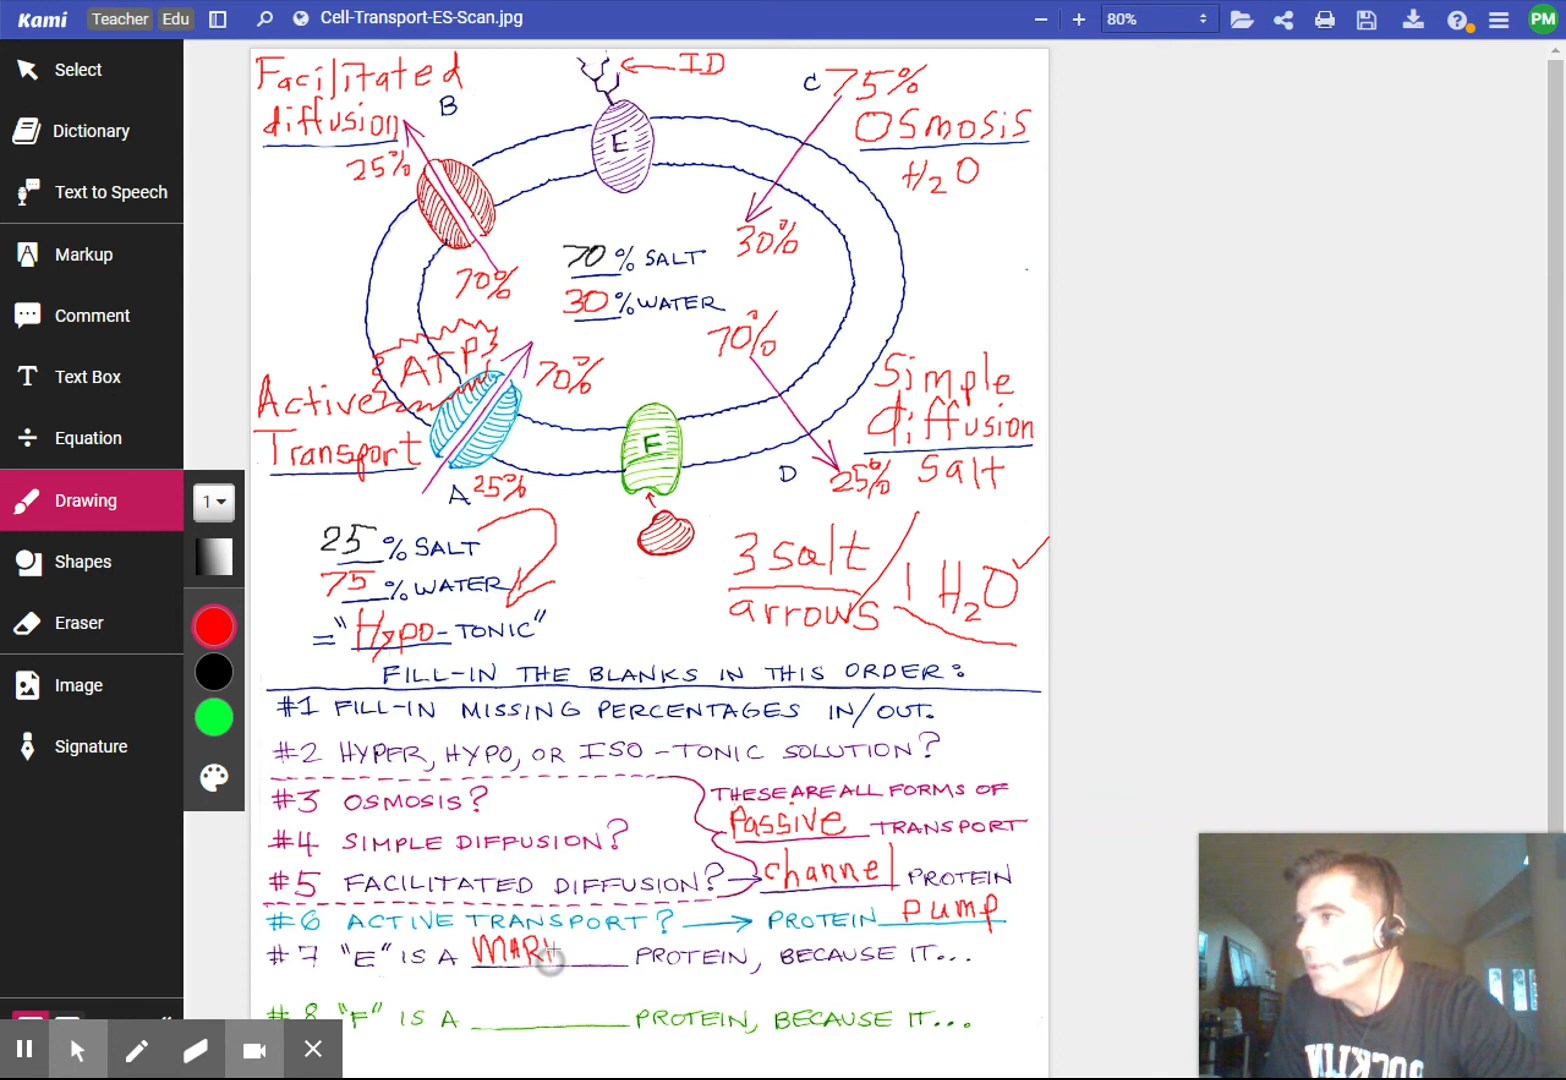 Kami Teacher Edu Cell-Transport-ES-Scan.jpg 80% PM
Select
Dictionary
Text to Speech
Markup
Comment
Text Box
Equation
Drawing
1
Shapes
Eraser
Image
Signature
Facilitated
diffusion
B
25%
70%
ID
E
C 75%
Osmosis
H2O
30%
70% SALT
30% WATER
70%
ATP
70%
Active
Transport
A 25%
F
Simple
diffusion
Salt
D 25%
25% SALT
75% WATER
="Hypo-TONIC"
3 salt
arrows
1 H2O
FILL-IN THE BLANKS IN THIS ORDER:
#1 FILL-IN MISSING PERCENTAGES IN/OUT.
#2 HYPER, HYPO, OR ISO-TONIC SOLUTION?
#3 OSMOSIS?
#4 SIMPLE DIFFUSION?
#5 FACILITATED DIFFUSION?
THESE ARE ALL FORMS OF
Passive TRANSPORT
channel PROTEIN
#6 ACTIVE TRANSPORT? PROTEIN pump
#7 "E" IS A MARK PROTEIN, BECAUSE IT...
#8 "F" IS A ______ PROTEIN, BECAUSE IT...